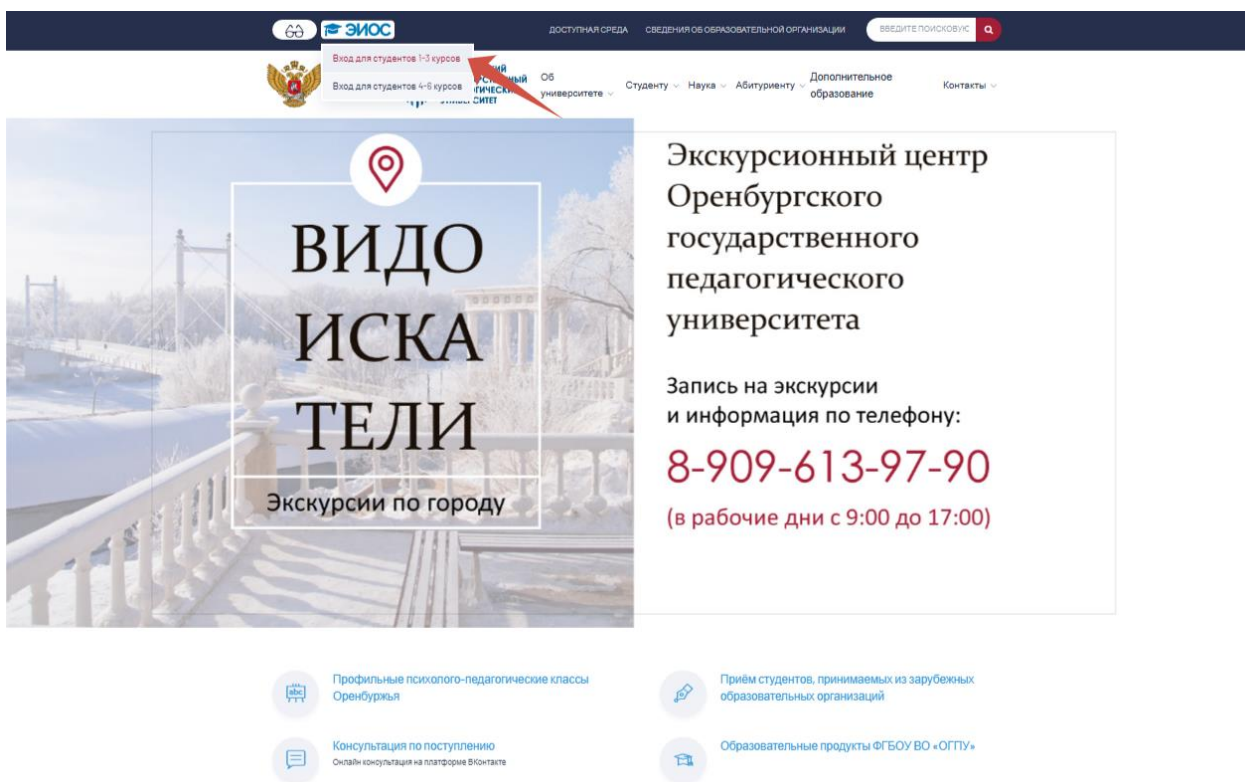 ЭИОС
ДОСТУПНАЯ СРЕДА
СВЕДЕНИЯ ОБ ОБРАЗОВАТЕЛЬНОЙ ОРГАНИЗАЦИИ
ВВЕДИТЕ ПОИСКОВУЮ
Вход для студентов 1-3 курсов
Вход для студентов 4-6 курсов
УНИВЕРСИТЕТ
Об
университете
Студенту
Наука
Абитуриенту
Дополнительное
образование
Контакты
ВИДО
ИСКА
ТЕЛИ
Экскурсии по городу
Экскурсионный центр
Оренбургского
государственного
педагогического
университета
Запись на экскурсии
и информация по телефону:
8-909-613-97-90
(в рабочие дни с 9:00 до 17:00)
abc
Профильные психолого-педагогические классы
Оренбуржья
Приём студентов, принимаемых из зарубежных
образовательных организаций
Консультация по поступлению
Онлайн консультация на платформе ВКонтакте
Образовательные продукты ФГБОУ ВО «ОГПУ»